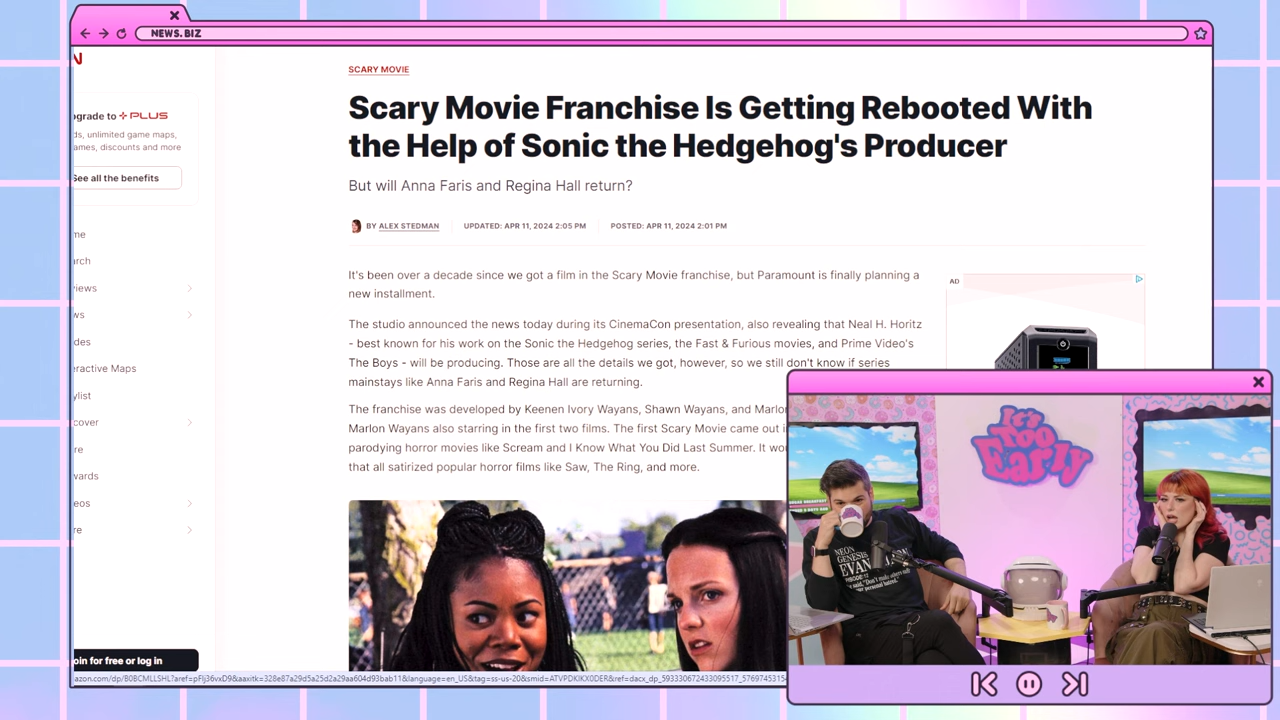 NEWS.BIZ
N
SCARY MOVIE
Scary Movie Franchise Is Getting Rebooted With
the Help of Sonic the Hedgehog's Producer
But will Anna Faris and Regina Hall return?
BY ALEX STEDMAN UPDATED: APR 11, 2024 2:05 PM POSTED: APR 11, 2024 2:01 PM
It's been over a decade since we got a film in the Scary Movie franchise, but Paramount is finally planning a
new installment.
The studio announced the news today during its CinemaCon presentation, also revealing that Neal H. Horitz
- best known for his work on the Sonic the Hedgehog series, the Fast & Furious movies, and Prime Video's
The Boys - will be producing. Those are all the details we got, however, so we still don't know if series
mainstays like Anna Faris and Regina Hall are returning.
The franchise was developed by Keenen Ivory Wayans, Shawn Wayans, and Marlon
Marlon Wayans also starring in the first two films. The first Scary Movie came out i
parodying horror movies like Scream and I Know What You Did Last Summer. It wou
that all satirized popular horror films like Saw, The Ring, and more.
grade to PLUS
ds, unlimited game maps,
ames, discounts and more
See all the benefits
me
rch
iews
ws
des
eractive Maps
ylist
cover
re
wards
eos
re
oin for free or log in
AD
It's
Too
Early
NEON
GENESIS
EVAN